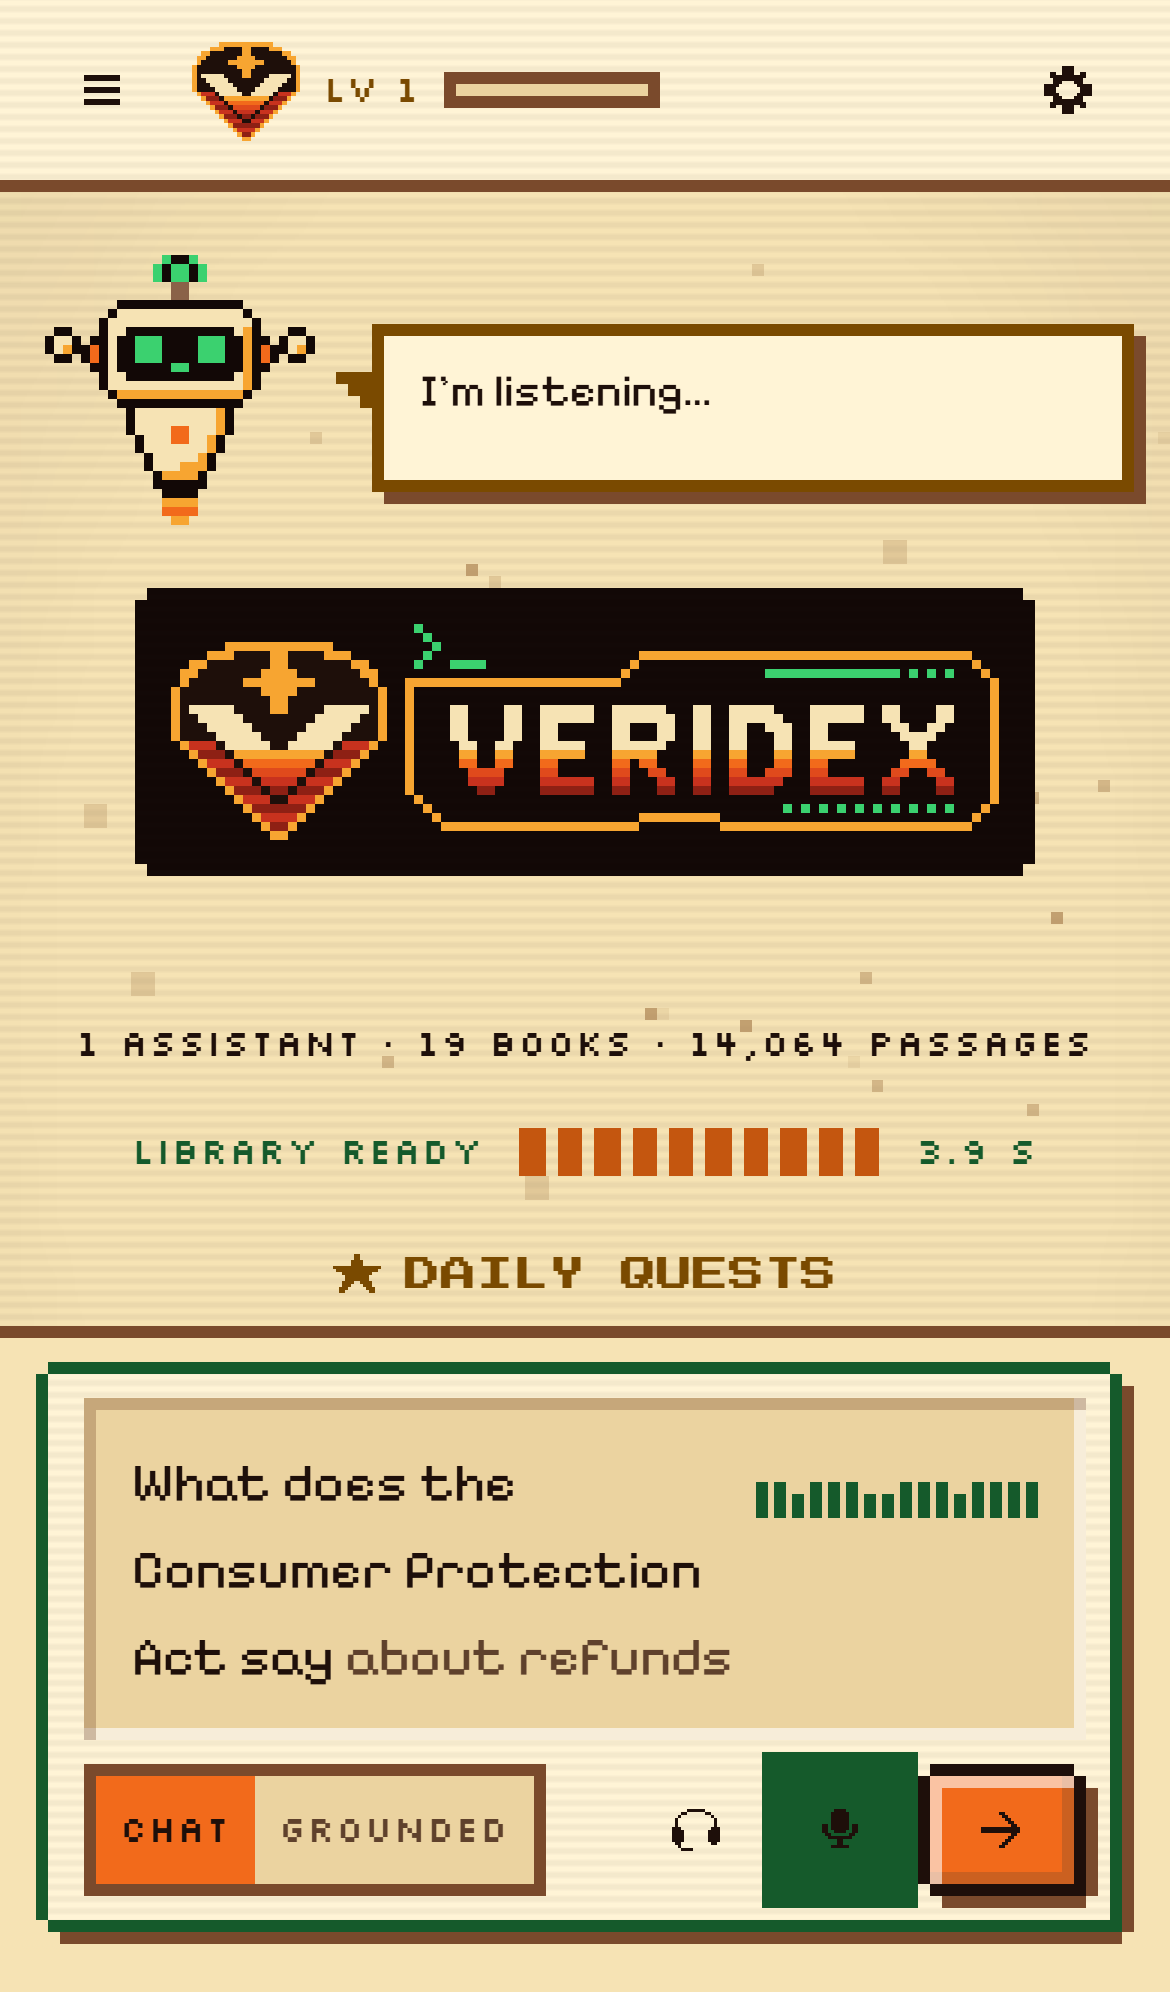 LV 1
I'm listening...
>_
VERIDEX
1 ASSISTANT · 19 BOOKS · 14,064 PASSAGES
LIBRARY READY 3.9 S
★ DAILY QUESTS
What does the
Consumer Protection
Act say about refunds
CHAT GROUNDED